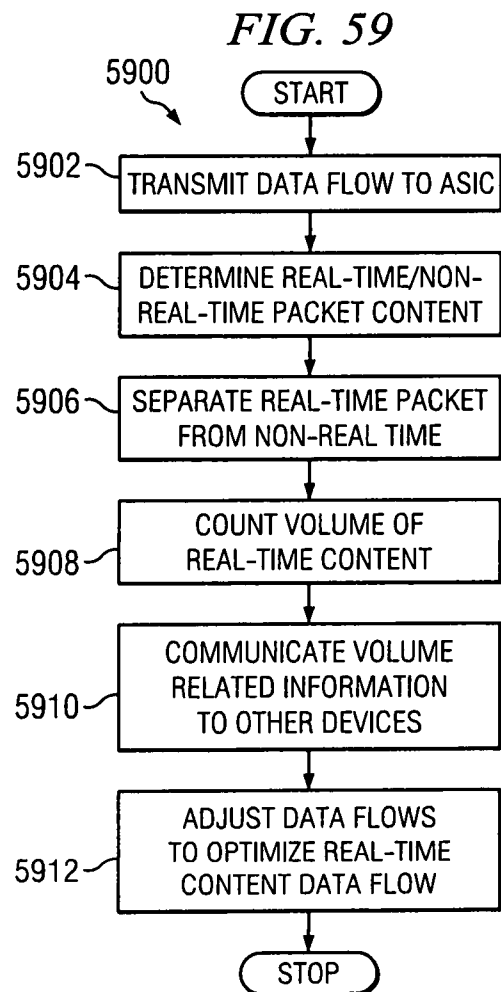 FIG. 59
5900
START
5902
TRANSMIT DATA FLOW TO ASIC
5904
DETERMINE REAL-TIME/NON-
REAL-TIME PACKET CONTENT
5906
SEPARATE REAL-TIME PACKET
FROM NON-REAL TIME
5908
COUNT VOLUME OF
REAL-TIME CONTENT
5910
COMMUNICATE VOLUME
RELATED INFORMATION
TO OTHER DEVICES
5912
ADJUST DATA FLOWS
TO OPTIMIZE REAL-TIME
CONTENT DATA FLOW
STOP